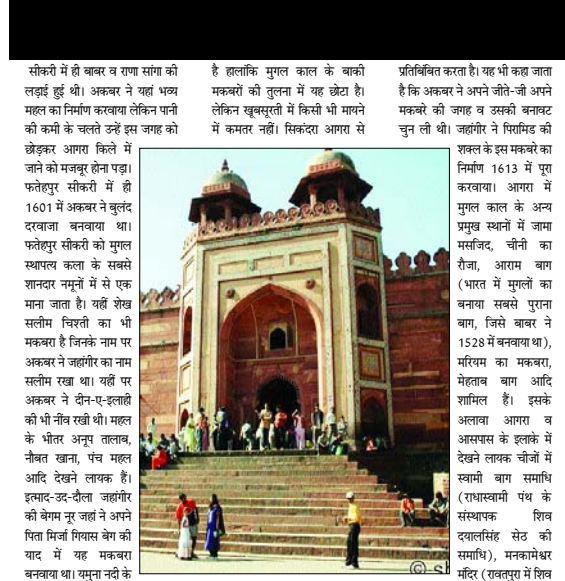 सीकरी में ही बाबर व राणा सांगा की
लड़ाई हुई थी। अकबर ने यहां भव्य
महल का निर्माण करवाया लेकिन पानी
की कमी के चलते उन्हें इस जगह को
छोड़कर आगरा किले में
जाने को मजबूर होना पड़ा।
फतेहपुर सीकरी में ही
1601 में अकबर ने बुलंद
दरवाजा बनवाया था।
फतेहपुर सीकरी को मुगल
स्थापत्य कला के सबसे
शानदार नमूनों में से एक
माना जाता है। यहीं शेख
सलीम चिश्ती का भी
मकबरा है जिनके नाम पर
अकबर ने जहांगीर का नाम
सलीम रखा था। यहीं पर
अकबर ने दीन-ए-इलाही
की भी नींव रखी थी। महल
के भीतर अनूप तालाब,
नौबत खाना, पंच महल
आदि देखने लायक हैं।
इत्माद-उद-दौला जहांगीर
की बेगम नूर जहां ने अपने
पिता मिर्जा गियास बेग की
याद में यह मकबरा
बनवाया था। यमुना नदी के
है हालांकि मुगल काल के बाकी
मकबरों की तुलना में यह छोटा है।
लेकिन खूबसूरती में किसी भी मायने
में कमतर नहीं। सिकंदरा आगरा से
प्रतिबिंबित करता है। यह भी कहा जाता
है कि अकबर ने अपने जीते-जी अपने
मकबरे की जगह व उसकी बनावट
चुन ली थी। जहांगीर ने पिरामिड की
शक्ल के इस मकबरे का
निर्माण 1613 में पूरा
करवाया। आगरा में
मुगल काल के अन्य
प्रमुख स्थानों में जामा
मसजिद, चीनी का
रौजा, आराम बाग
(भारत में मुगलों का
बनाया सबसे पुराना
बाग, जिसे बाबर ने
1528 में बनवाया था),
मरियम का मकबरा,
मेहताब बाग आदि
शामिल हैं। इसके
अलावा आगरा व
आसपास के इलाके में
देखने लायक चीजों में
स्वामी बाग समाधि
(राधास्वामी पंथ के
संस्थापक शिव
दयालसिंह सेठ की
समाधि), मनकामेश्वर
मंदिर (रावतपुरा में शिव